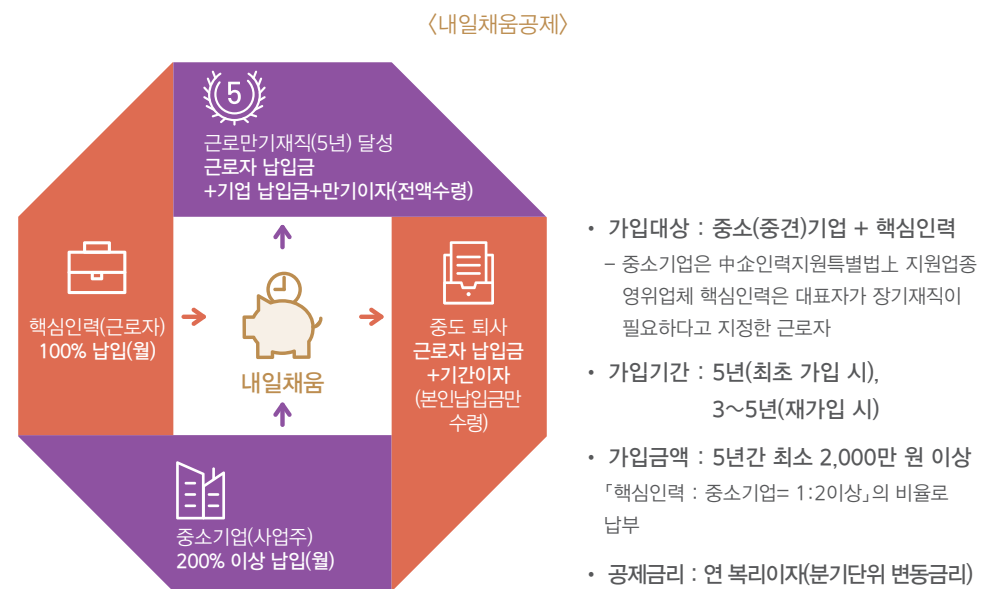 〈내일채움공제〉
5
근로만기재직(5년) 달성
근로자 납입금
+기업 납입금+만기이자(전액수령)
핵심인력(근로자)
100% 납입(월)
내일채움
중도 퇴사
근로자 납입금
+기간이자
(본인납입금만
수령)
중소기업(사업주)
200% 이상 납입(월)
• 가입대상 : 중소(중견)기업 + 핵심인력
– 중소기업은 中企인력지원특별법上 지원업종
영위업체 핵심인력은 대표자가 장기재직이
필요하다고 지정한 근로자
• 가입기간 : 5년(최초 가입 시),
3～5년(재가입 시)
• 가입금액 : 5년간 최소 2,000만 원 이상
「핵심인력 : 중소기업= 1:2이상」의 비율로
납부
• 공제금리 : 연 복리이자(분기단위 변동금리)